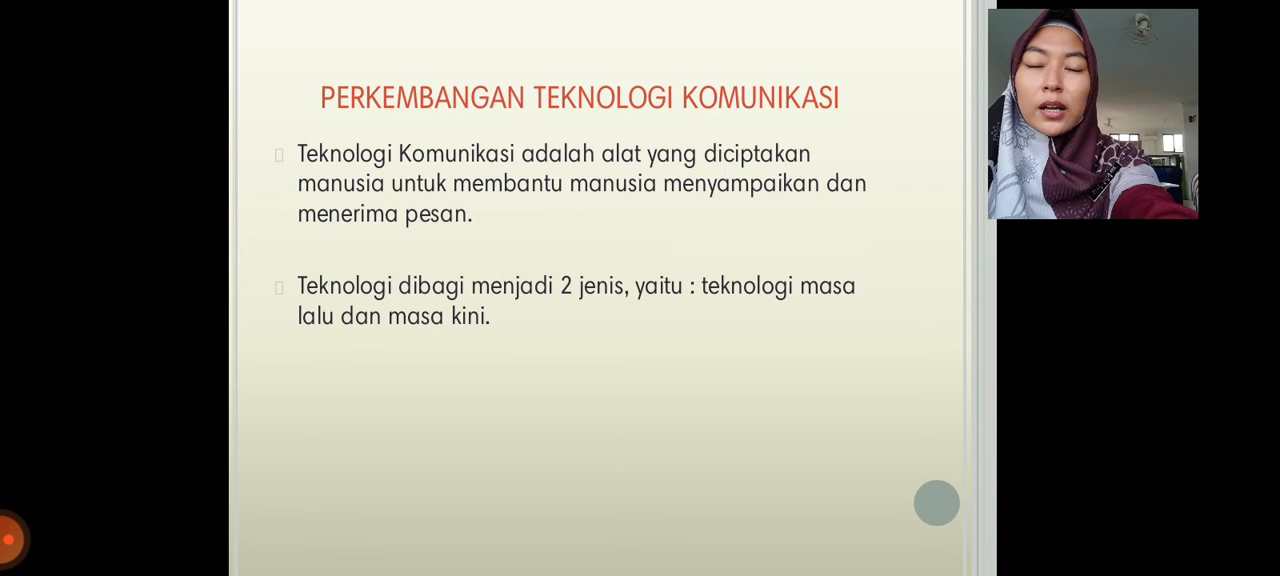 PERKEMBANGAN TEKNOLOGI KOMUNIKASI
Teknologi Komunikasi adalah alat yang diciptakan
manusia untuk membantu manusia menyampaikan dan
menerima pesan.
Teknologi dibagi menjadi 2 jenis, yaitu : teknologi masa
lalu dan masa kini.